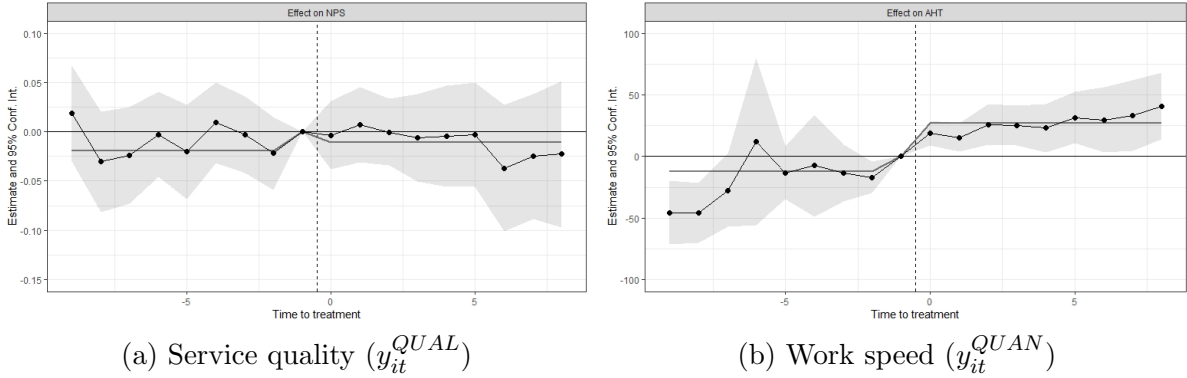 Effect on NPS
Estimate and 95% Conf. Int.
0.10
0.05
0.00
-0.05
-0.10
-0.15
-5
0
5
Time to treatment
(a) Service quality (y_{it}^{QUAL})
Effect on AHT
Estimate and 95% Conf. Int.
100
50
0
-50
-100
-5
0
5
Time to treatment
(b) Work speed (y_{it}^{QUAN})